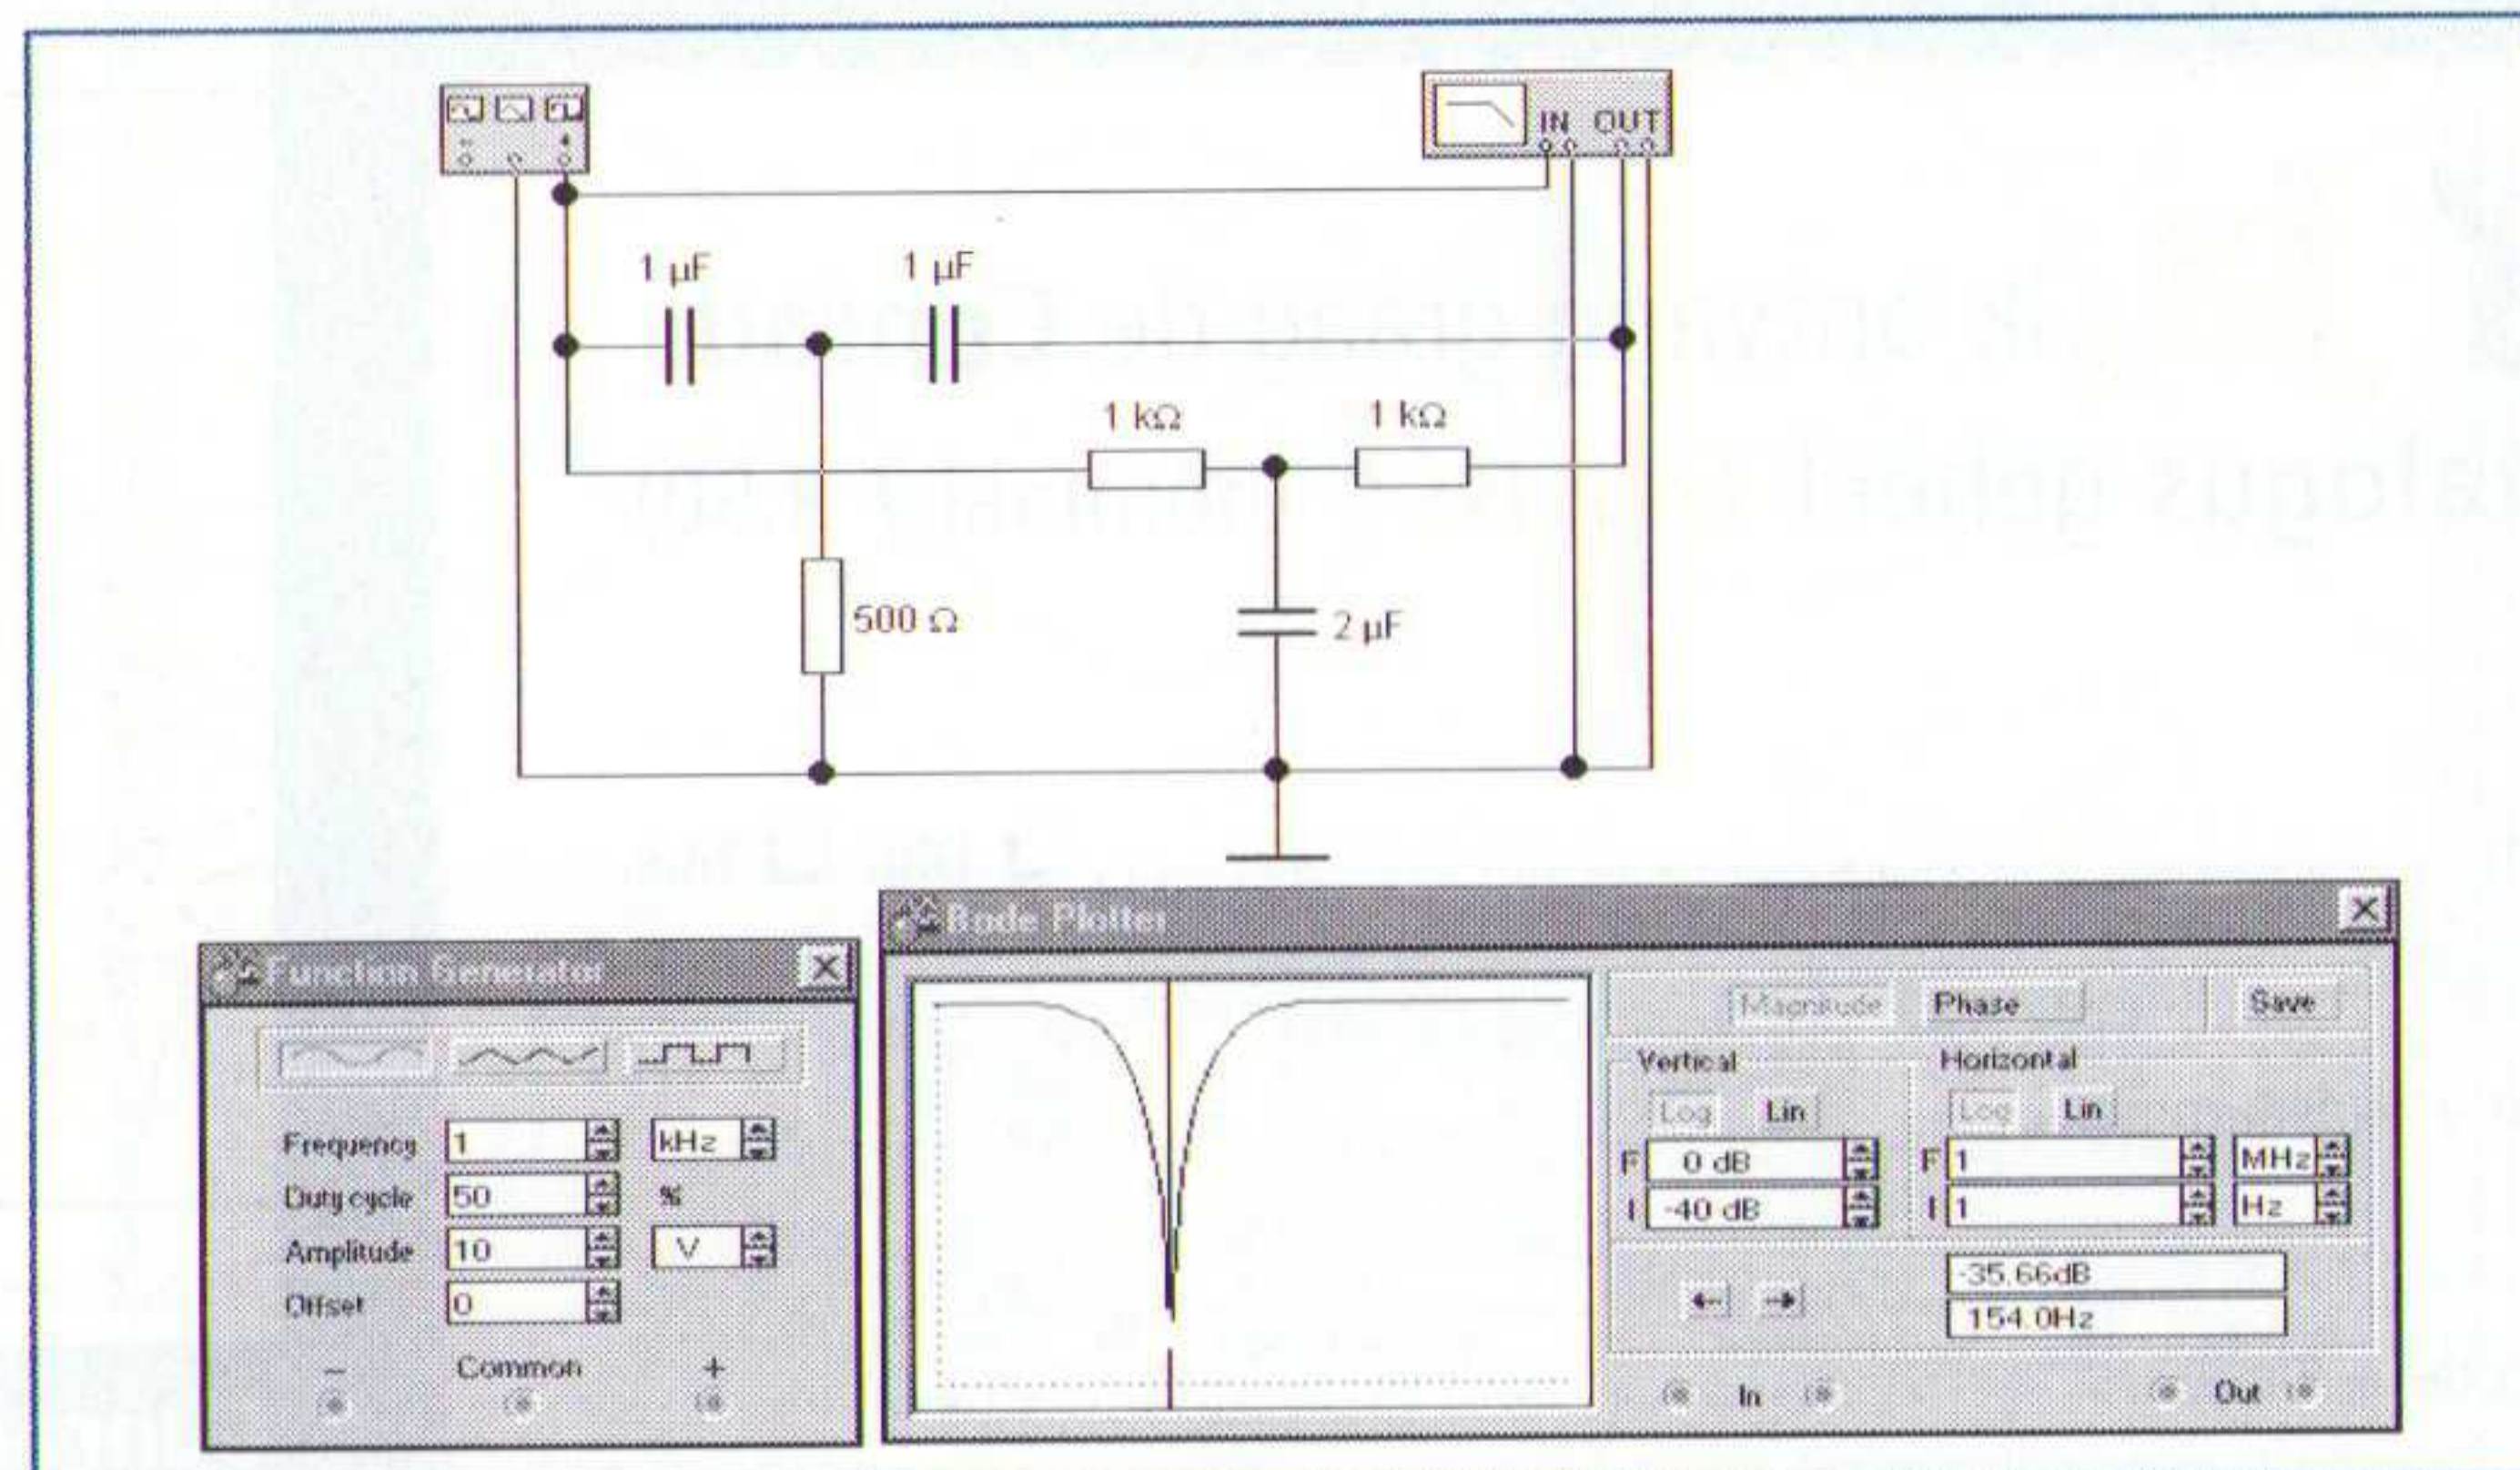 IN OUT
1 µF 1 µF
1 kΩ 1 kΩ
500 Ω
2 µF
Function Generator
Frequency 1 kHz
Duty cycle 50 %
Amplitude 10 V
Offset 0
− Common +
Bode Plotter
Magnitude Phase Save
Vertical Horizontal
Log Lin Log Lin
F 0 dB F 1 MHz
I -40 dB I 1 Hz
-35.66dB
154.0Hz
In Out